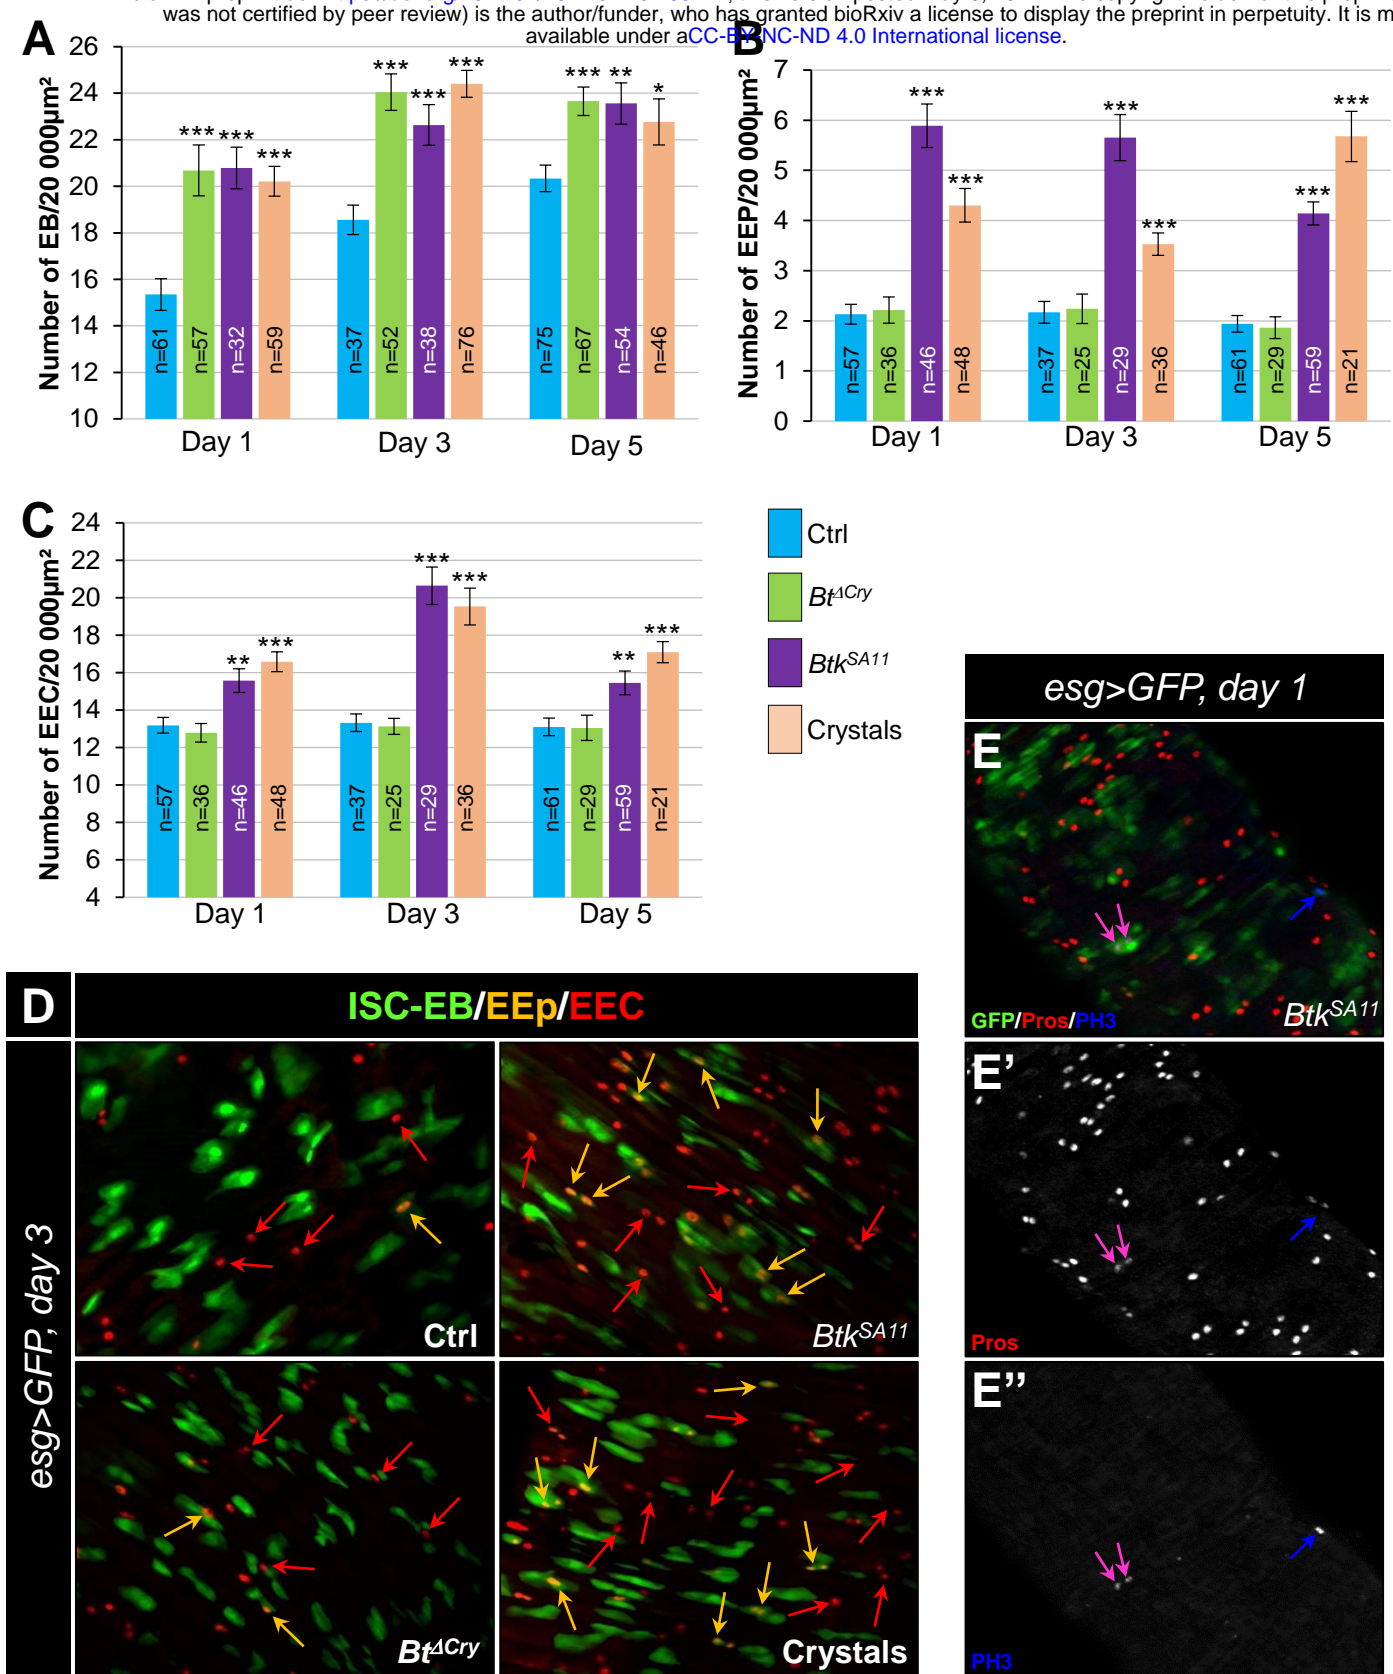 was not certified by peer review) is the author/funder, who has granted bioRxiv a license to display the preprint in perpetuity. It is m
available under aCC-BY-NC-ND 4.0 International license.
A
Number of EB/20 000µm²
26
24
22
20
18
16
14
12
10
*** *** ***
*** *** ***
*** ** *
n=61 n=57 n=32 n=59
n=37 n=52 n=38 n=76
n=75 n=67 n=54 n=46
Day 1 Day 3 Day 5
B
Number of EEP/20 000µm²
7
6
5
4
3
2
1
0
*** ***
*** ***
*** ***
n=57 n=36 n=46 n=48
n=37 n=25 n=29 n=36
n=61 n=29 n=59 n=21
Day 1 Day 3 Day 5
C
Number of EEC/20 000µm²
24
22
20
18
16
14
12
10
8
6
4
** ***
*** ***
** ***
n=57 n=36 n=46 n=48
n=37 n=25 n=29 n=36
n=61 n=29 n=59 n=21
Day 1 Day 3 Day 5
Ctrl
Bt^ΔCry
Btk^SA11
Crystals
D
ISC-EB/EEp/EEC
esg>GFP, day 3
Ctrl
Btk^SA11
Bt^ΔCry
Crystals
esg>GFP, day 1
E
GFP/Pros/PH3
Btk^SA11
E’
Pros
E”
PH3